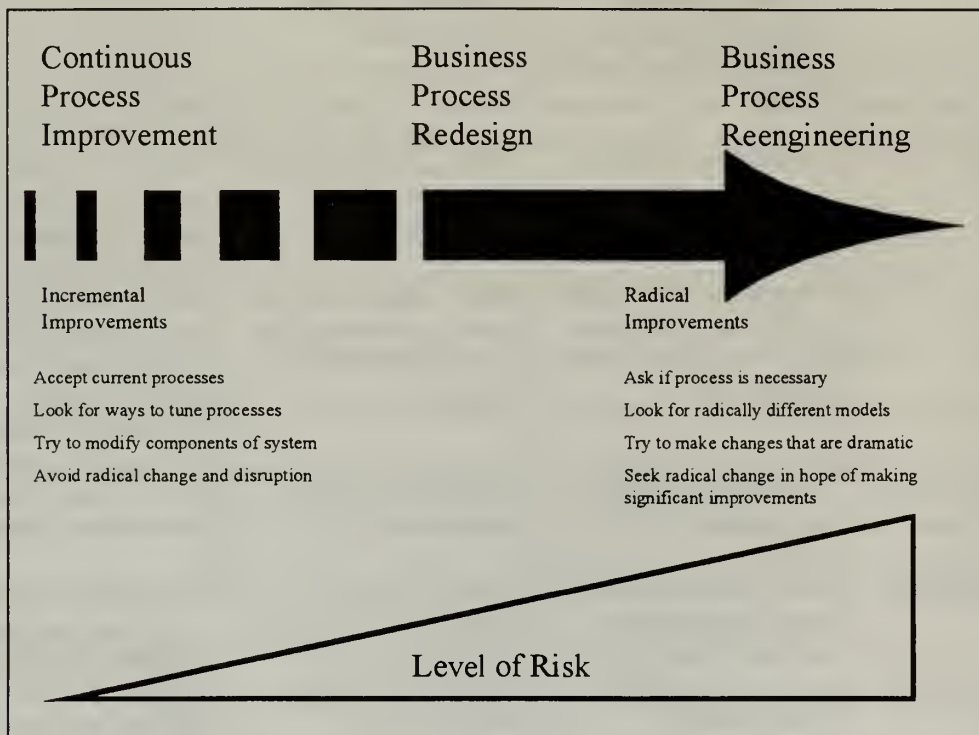 Continuous
Process
Improvement
Business
Process
Redesign
Business
Process
Reengineering
Incremental
Improvements
Accept current processes
Look for ways to tune processes
Try to modify components of system
Avoid radical change and disruption
Radical
Improvements
Ask if process is necessary
Look for radically different models
Try to make changes that are dramatic
Seek radical change in hope of making
significant improvements
Level of Risk